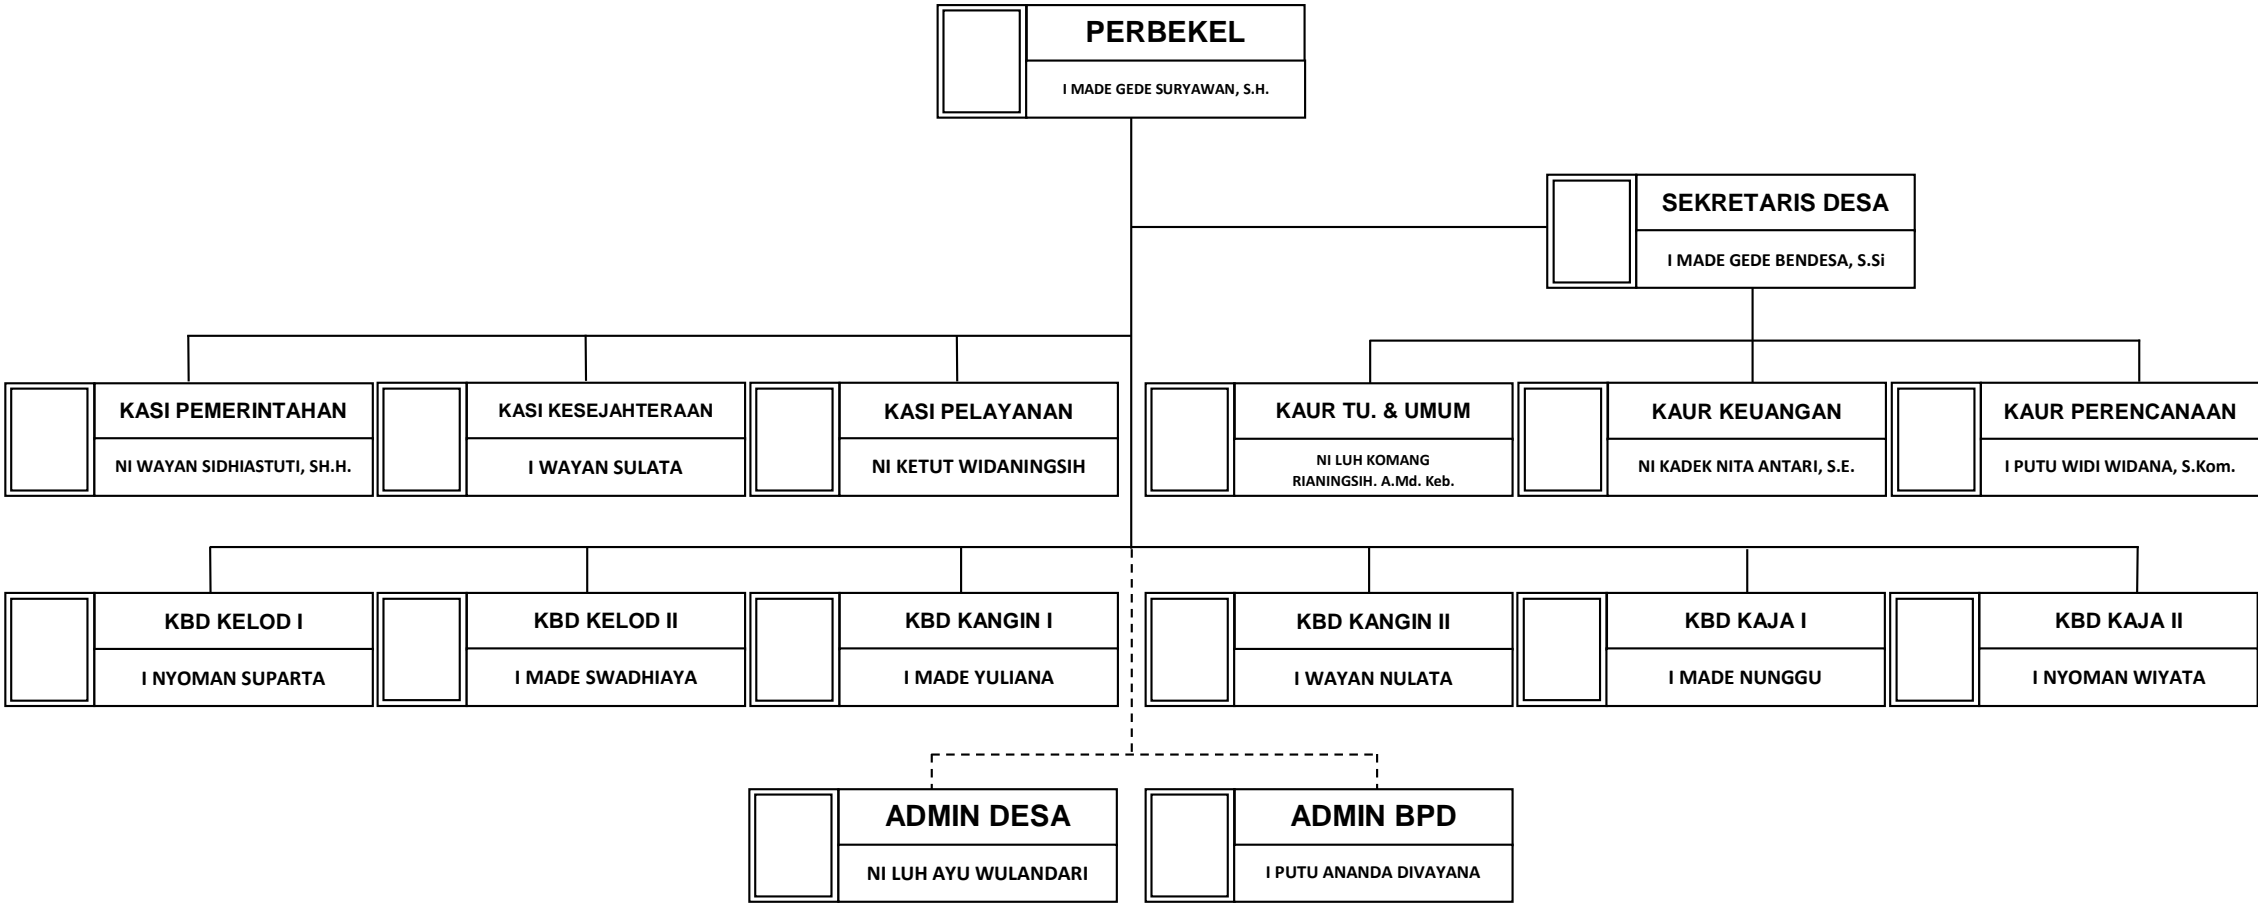 PERBEKEL
I MADE GEDE SURYAWAN, S.H.
SEKRETARIS DESA
I MADE GEDE BENDESA, S.Si
KASI PEMERINTAHAN
NI WAYAN SIDHIASTUTI, SH.H.
KASI KESEJAHTERAAN
I WAYAN SULATA
KASI PELAYANAN
NI KETUT WIDANINGSIH
KAUR TU. & UMUM
NI LUH KOMANG
RIANINGSIH. A.Md. Keb.
KAUR KEUANGAN
NI KADEK NITA ANTARI, S.E.
KAUR PERENCANAAN
I PUTU WIDI WIDANA, S.Kom.
KBD KELOD I
I NYOMAN SUPARTA
KBD KELOD II
I MADE SWADHIAYA
KBD KANGIN I
I MADE YULIANA
KBD KANGIN II
I WAYAN NULATA
KBD KAJA I
I MADE NUNGGU
KBD KAJA II
I NYOMAN WIYATA
ADMIN DESA
NI LUH AYU WULANDARI
ADMIN BPD
I PUTU ANANDA DIVAYANA